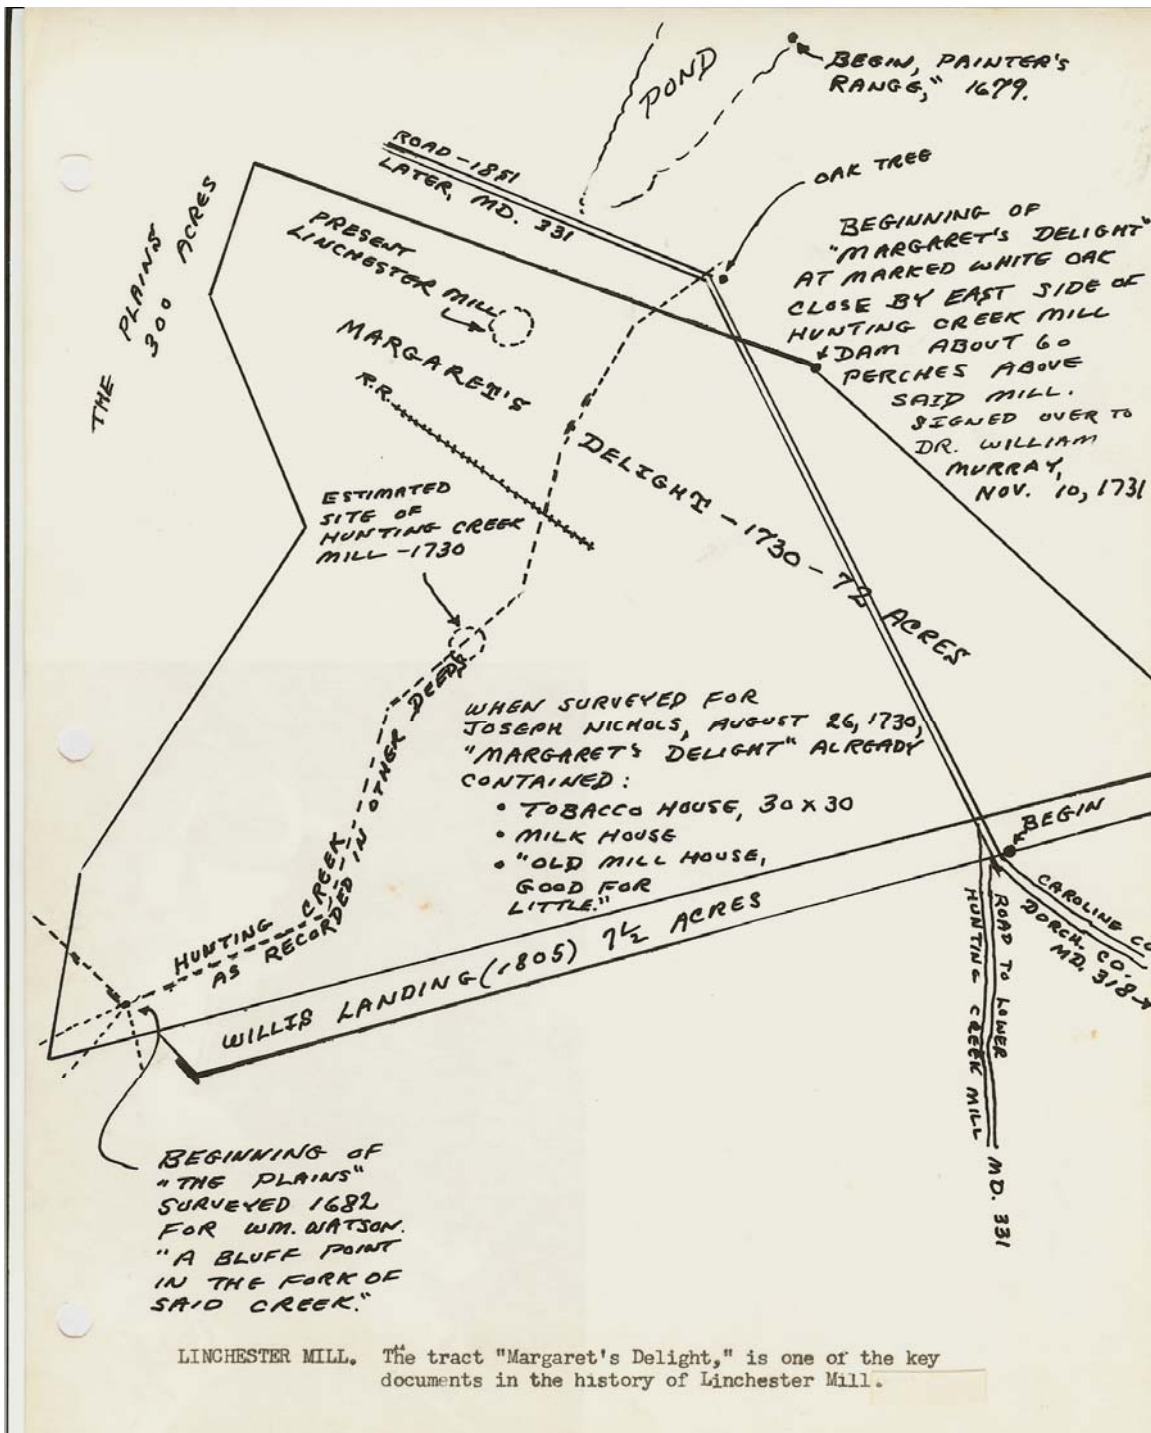 POND
BEGIN, PAINTER'S
RANGE," 1679.
ROAD - 1851
LATER, MD. 331
OAK TREE
THE PLAINS
300 ACRES
PRESENT
LINCHESTER MILL
BEGINNING OF
"MARGARET'S DELIGHT"
AT MARKED WHITE OAK
CLOSE BY EAST SIDE OF
HUNTING CREEK MILL
DAM ABOUT 60
PERCHES ABOVE
SAID MILL.
SIGNED OVER TO
DR. WILLIAM
MURRAY,
NOV. 10, 1731
MARGARET'S
DELIGHT - 1730 - 72 ACRES
R.R.
ESTIMATED
SITE OF
HUNTING CREEK
MILL - 1730
WHEN SURVEYED FOR
JOSEPH NICHOLS, AUGUST 26, 1730,
"MARGARET'S DELIGHT" ALREADY
CONTAINED:
• TOBACCO HOUSE, 30 X 30
• MILK HOUSE
• "OLD MILL HOUSE,
GOOD FOR
LITTLE."
HUNTING CREEK
AS RECORDED IN OTHER DEEDS
WILLIS LANDING (1805) 7½ ACRES
BEGIN
CAROLINE CO
DORCH. CO.
MD. 318→
ROAD TO LOWER
HUNTING CREEK MILL
MD. 331
BEGINNING OF
"THE PLAINS"
SURVEYED 1682
FOR WM. WATSON.
"A BLUFF POINT
IN THE FORK OF
SAID CREEK."
LINCHESTER MILL. The tract "Margaret's Delight," is one of the key
documents in the history of Linchester Mill.